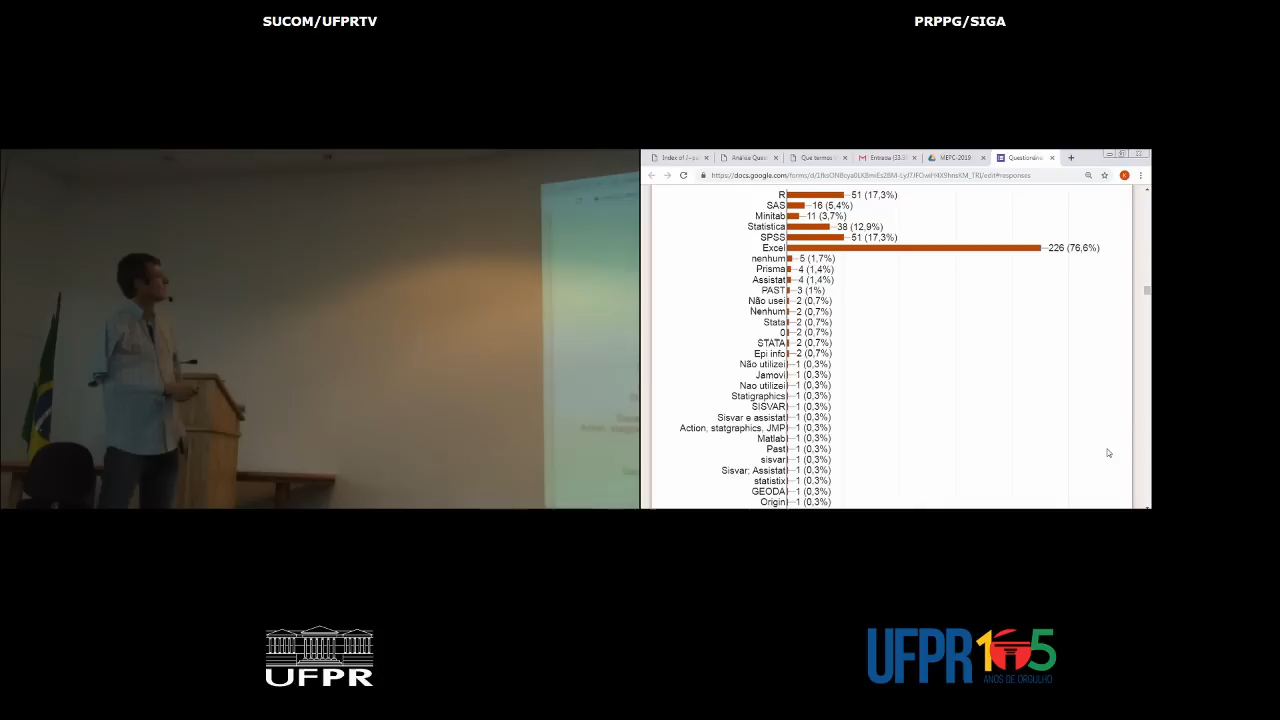 SUCOM/UFPRTV
PRPPG/SIGA
MEPC-2019
R 51 (17,3%)
SAS 16 (5,4%)
Minitab 11 (3,7%)
Statistica 38 (12,9%)
SPSS 51 (17,3%)
Excel 226 (76,6%)
nenhum 5 (1,7%)
Prisma 4 (1,4%)
Assistat 4 (1,4%)
PAST 3 (1%)
Não usei 2 (0,7%)
Nenhum 2 (0,7%)
Stata 2 (0,7%)
0 2 (0,7%)
STATA 2 (0,7%)
Epi info 2 (0,7%)
Não utilizei 1 (0,3%)
Jamovi 1 (0,3%)
Nao utilizei 1 (0,3%)
Statigraphics 1 (0,3%)
SISVAR 1 (0,3%)
Sisvar e assistat 1 (0,3%)
Action, statgraphics, JMP 1 (0,3%)
Matlab 1 (0,3%)
Past 1 (0,3%)
sisvar 1 (0,3%)
Sisvar; Assistat 1 (0,3%)
statistix 1 (0,3%)
GEODA 1 (0,3%)
Origin 1 (0,3%)
UFPR
UFPR 105
ANOS DE ORGULHO